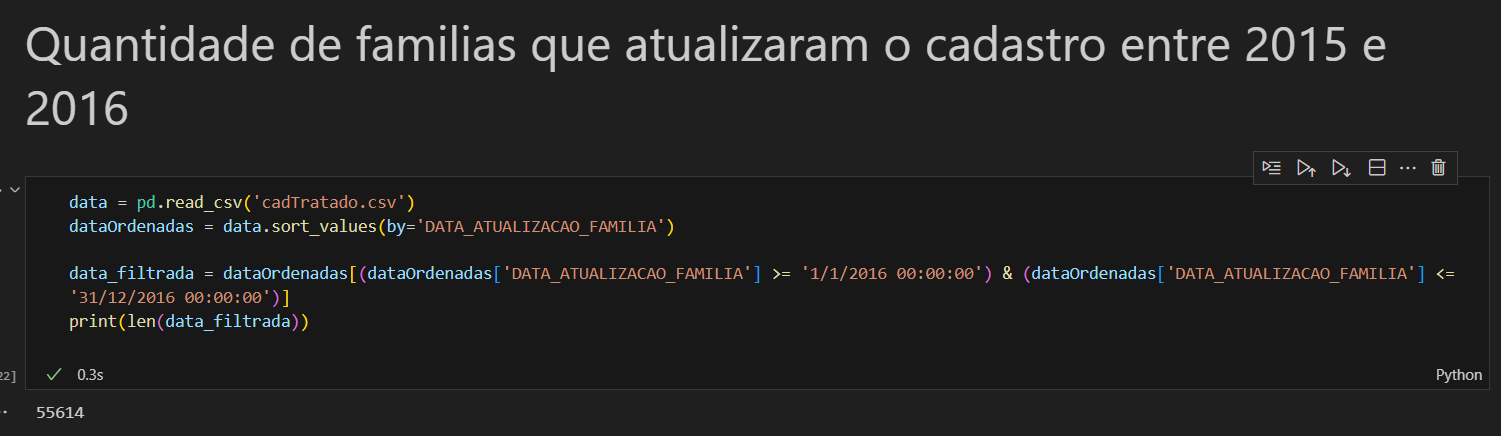 Quantidade de familias que atualizaram o cadastro entre 2015 e
2016
data = pd.read_csv('cadTratado.csv')
dataOrdenadas = data.sort_values(by='DATA_ATUALIZACAO_FAMILIA')
data_filtrada = dataOrdenadas[(dataOrdenadas['DATA_ATUALIZACAO_FAMILIA'] >= '1/1/2016 00:00:00') & (dataOrdenadas['DATA_ATUALIZACAO_FAMILIA'] <=
'31/12/2016 00:00:00')]
print(len(data_filtrada))
22] 0.3s Python
55614